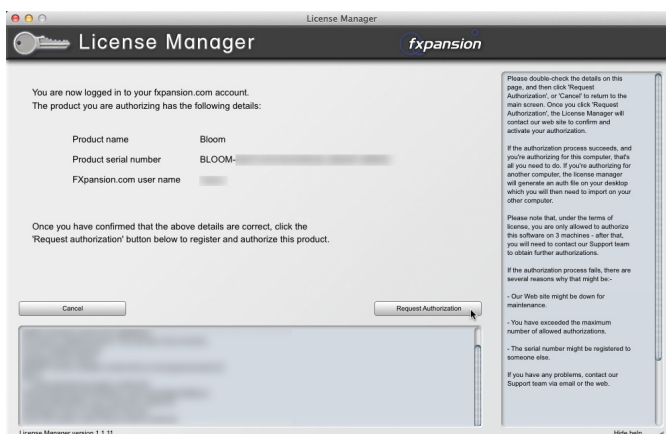 License Manager
License Manager
fxpansion
You are now logged in to your fxpansion.com account.
The product you are authorizing has the following details:
Product name Bloom
Product serial number BLOOM-
FXpansion.com user name
Once you have confirmed that the above details are correct, click the
'Request authorization' button below to register and authorize this product.
Cancel
Request Authorization
License Manager version 1.1.11
Please double-check the details on this
page, and then click 'Request
Authorization', or 'Cancel' to return to the
main screen. Once you click 'Request
Authorization', the License Manager will
contact our web site to confirm and
activate your authorization.
If the authorization process succeeds, and
you're authorizing for this computer, that's
all you need to do. If you're authorizing for
another computer, the license manager
will generate an auth file on your desktop
which you will then need to import on your
other computer.
Please note that, under the terms of
license, you are only allowed to authorize
this software on 3 machines - after that,
you will need to contact our Support team
to obtain further authorizations.
If the authorization process fails, there are
several reasons why that might be:-
- Our Web site might be down for
maintenance.
- You have exceeded the maximum
number of allowed authorizations.
- The serial number might be registered to
someone else.
If you have any problems, contact our
Support team via email or the web.
Hide help